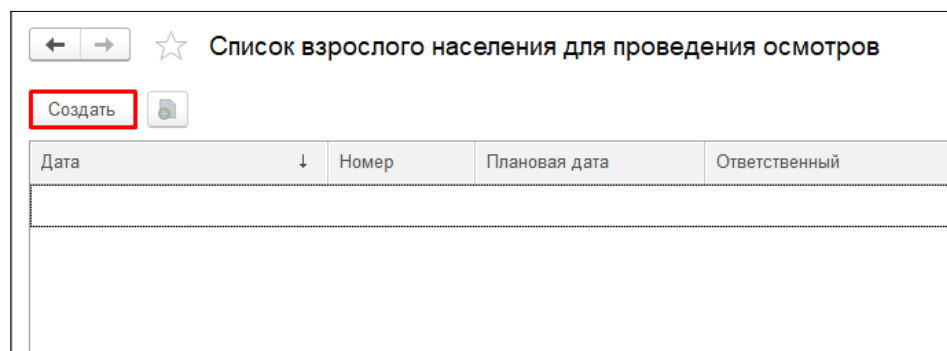 Список взрослого населения для проведения осмотров
Создать
Дата ↓ Номер Плановая дата Ответственный